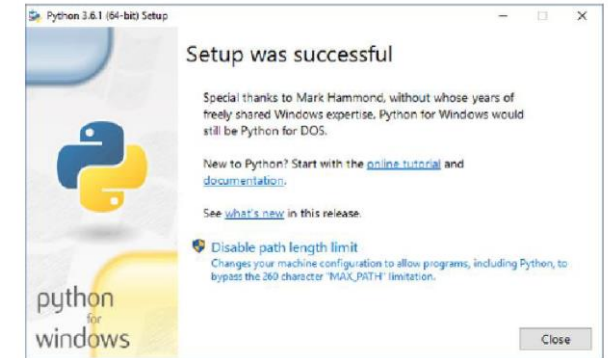 Python 3.6.1 (64-bit) Setup
Setup was successful
Special thanks to Mark Hammond, without whose years of
freely shared Windows expertise, Python for Windows would
still be Python for DOS.
New to Python? Start with the online tutorial and
documentation.
See what's new in this release.
Disable path length limit
Changes your machine configuration to allow programs, including Python, to
bypass the 260 character "MAX_PATH" limitation.
python
for
windows
Close